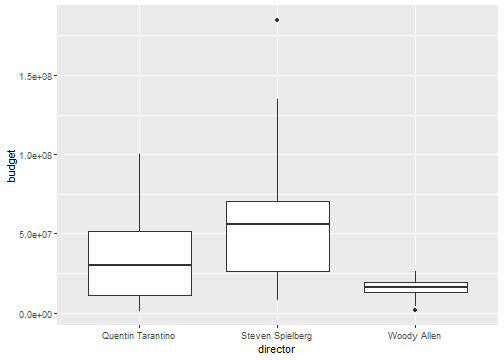 1.5e+08
1.0e+08
5.0e+07
0.0e+00
budget
Quentin Tarantino
Steven Spielberg
Woody Allen
director